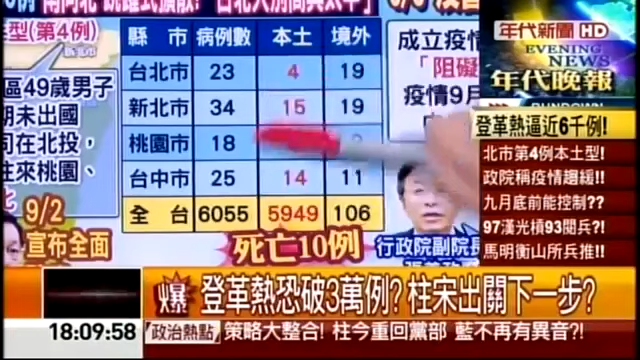 型(第4例)
區49歲男子
期未出國
司在北投,
往來桃園、
9/2
宣布全面
縣 市 病例數 本土 境外
台北市 23 4 19
新北市 34 15 19
桃園市 18
台中市 25 14 11
全 台 6055 5949 106
死亡10例
成立疫情
「阻礙
疫情9月
行政院副院長
年代新聞 HD
EVENING NEWS
年代晚報
登革熱逼近6千例!
北市第4例本土型!
政院稱疫情趨緩!!
九月底前能控制??
97漢光槓93閱兵?!
馬明衡山所兵推!!
爆 登革熱恐破3萬例? 柱宋出關下一步?
18:09:58 政治熱點 策略大整合! 柱今重回黨部 藍不再有異音?!